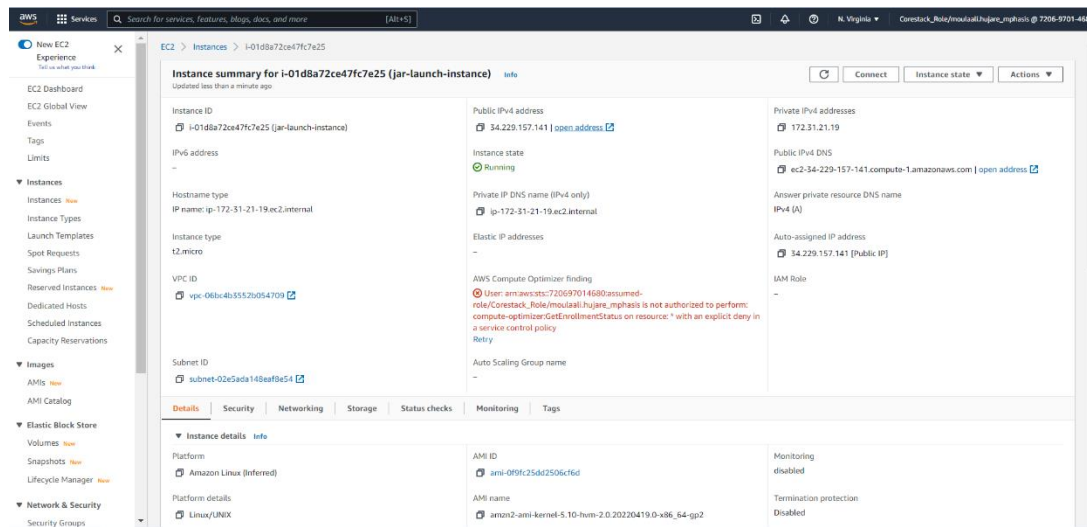 aws Services Search for services, features, blogs, docs, and more [Alt+S] N. Virginia ▼ Corestack_Role/moulaali.hujare_mphasis @ 7206-9701-468
New EC2
Experience
Tell us what you think
EC2 Dashboard
EC2 Global View
Events
Tags
Limits
▼ Instances
Instances New
Instance Types
Launch Templates
Spot Requests
Savings Plans
Reserved Instances New
Dedicated Hosts
Scheduled Instances
Capacity Reservations
▼ Images
AMIs New
AMI Catalog
▼ Elastic Block Store
Volumes New
Snapshots New
Lifecycle Manager New
▼ Network & Security
Security Groups
EC2 > Instances > i-01d8a72ce47fc7e25
Instance summary for i-01d8a72ce47fc7e25 (jar-launch-instance) Info
Updated less than a minute ago
Connect Instance state ▼ Actions ▼
Instance ID
i-01d8a72ce47fc7e25 (jar-launch-instance)
Public IPv4 address
34.229.157.141 | open address
Private IPv4 addresses
172.31.21.19
IPv6 address
–
Instance state
Running
Public IPv4 DNS
ec2-34-229-157-141.compute-1.amazonaws.com | open address
Hostname type
IP name: ip-172-31-21-19.ec2.internal
Private IP DNS name (IPv4 only)
ip-172-31-21-19.ec2.internal
Answer private resource DNS name
IPv4 (A)
Instance type
t2.micro
Elastic IP addresses
–
Auto-assigned IP address
34.229.157.141 [Public IP]
VPC ID
vpc-06bc4b3552b054709
AWS Compute Optimizer finding
User: arn:aws:sts::720697014680:assumed-
role/Corestack_Role/moulaali.hujare_mphasis is not authorized to perform:
compute-optimizer:GetEnrollmentStatus on resource: * with an explicit deny in
a service control policy
Retry
IAM Role
–
Subnet ID
subnet-02e5ada148eaf8e54
Auto Scaling Group name
–
Details Security Networking Storage Status checks Monitoring Tags
▼ Instance details Info
Platform
Amazon Linux (Inferred)
AMI ID
ami-0f9fc25dd2506cf6d
Monitoring
disabled
Platform details
Linux/UNIX
AMI name
amzn2-ami-kernel-5.10-hvm-2.0.20220419.0-x86_64-gp2
Termination protection
Disabled